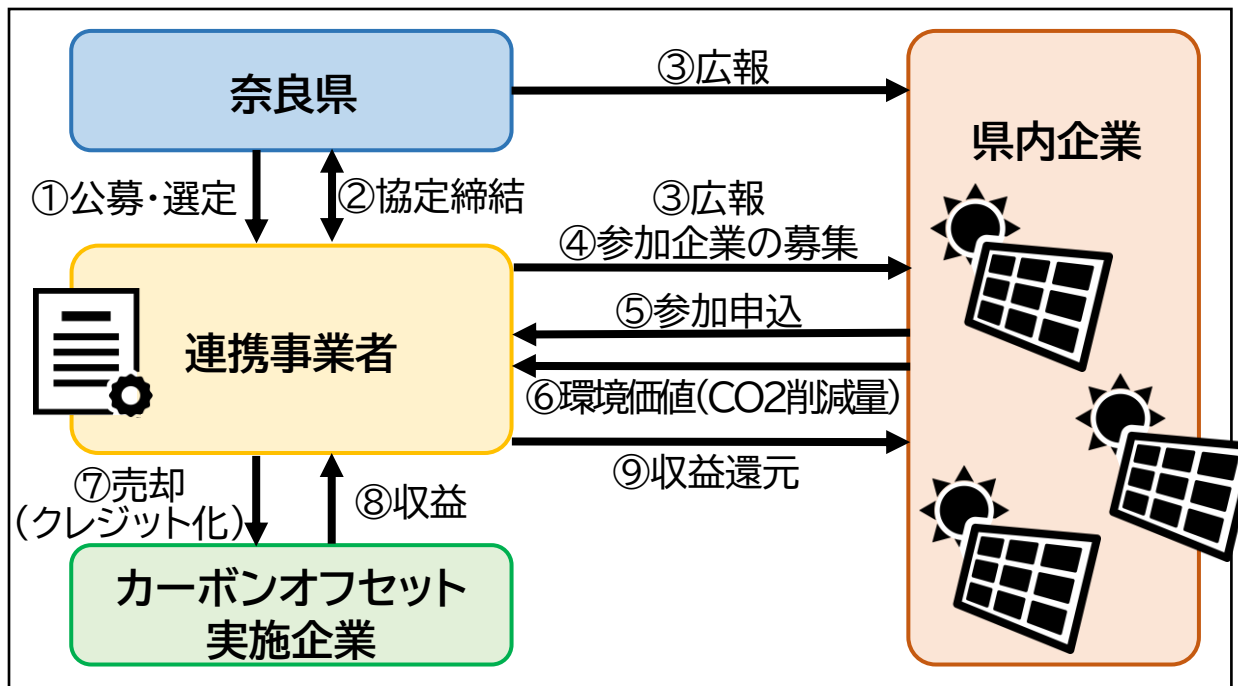 奈良県
③広報
県内企業
①公募・選定
②協定締結
③広報
④参加企業の募集
⑤参加申込
連携事業者
⑥環境価値(CO2削減量)
⑨収益還元
⑦売却
(クレジット化)
⑧収益
カーボンオフセット
実施企業